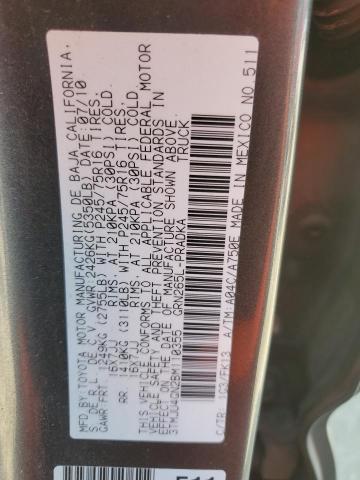 MFD. BY: TOYOTA MOTOR MANUFACTURING DE BAJA CALIFORNIA.
S. DE R.L. DE C.V. GVWR: 2426KG(5350LB) DATE: 07/10
GAWR FRT. 1249KG (2755LB) WITH P245/75R16 TIRES.
16X7JJ RIMS. AT 210KPA (30PSI) COLD.
RR 1410KG (3110LB) WITH P245/75R16 TIRES.
16X7JJ RIMS. AT 210KPA (30PSI) COLD.
THIS VEHICLE CONFORMS TO ALL APPLICABLE FEDERAL MOTOR
VEHICLE SAFETY AND THEFT PREVENTION STANDARDS IN
EFFECT ON THE DATE OF MANUFACTURE SHOWN ABOVE.
3TMJU4GN2BM110355 GRN265L-PRADKA TRUCK
C/TR: 1G3/FK13 A/TM: A04C/A750E MADE IN MEXICO NO.511
511